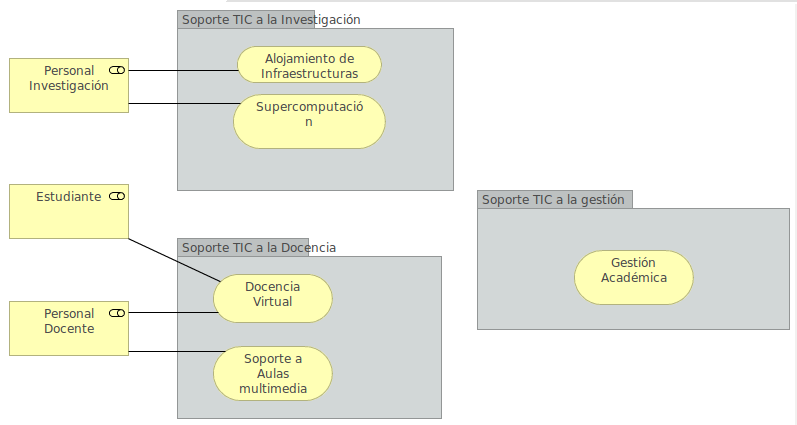 Soporte TIC a la Investigación
Personal
Investigación
Alojamiento de
Infraestructuras
Supercomputació
n
Estudiante
Soporte TIC a la gestión
Gestión
Académica
Soporte TIC a la Docencia
Docencia
Virtual
Personal
Docente
Soporte a
Aulas
multimedia